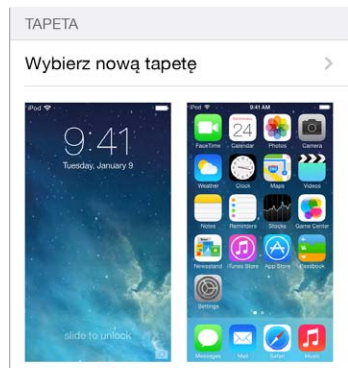 TAPETA
Wybierz nową tapetę
iPod
9:41
Tuesday, January 9
slide to unlock
iPod 9:41 AM
FaceTime Calendar Photos Camera
24
Weather Clock Maps Videos
Notes Reminders Stocks Game Center
Newsstand iTunes Store App Store Passbook
Settings
Messages Mail Safari Music